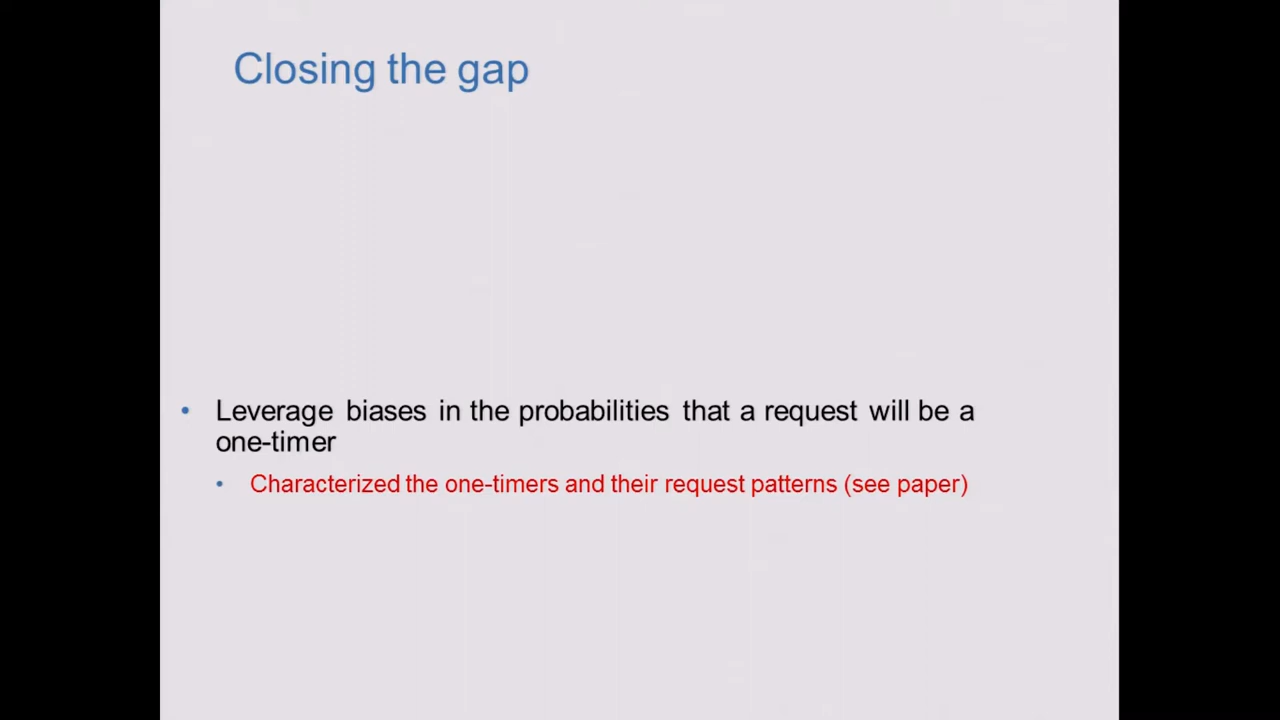 Closing the gap
• Leverage biases in the probabilities that a request will be a
one-timer
• Characterized the one-timers and their request patterns (see paper)